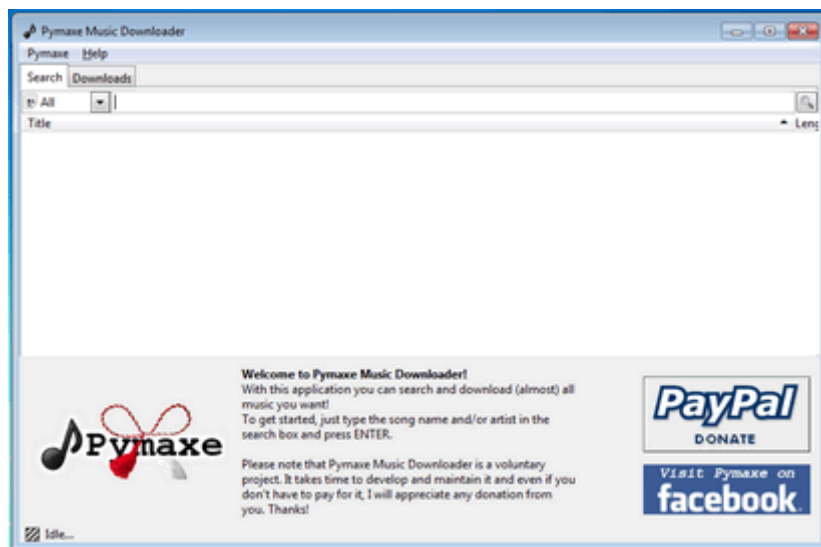 Pymaxe Music Downloader
Pymaxe Help
Search Downloads
All
Title Leng
Welcome to Pymaxe Music Downloader!
With this application you can search and download (almost) all
music you want!
To get started, just type the song name and/or artist in the
search box and press ENTER.
Please note that Pymaxe Music Downloader is a voluntary
project. It takes time to develop and maintain it and even if you
don't have to pay for it, I will appreciate any donation from
you. Thanks!
Pymaxe
PayPal
DONATE
Visit Pymaxe on
facebook.
Idle...